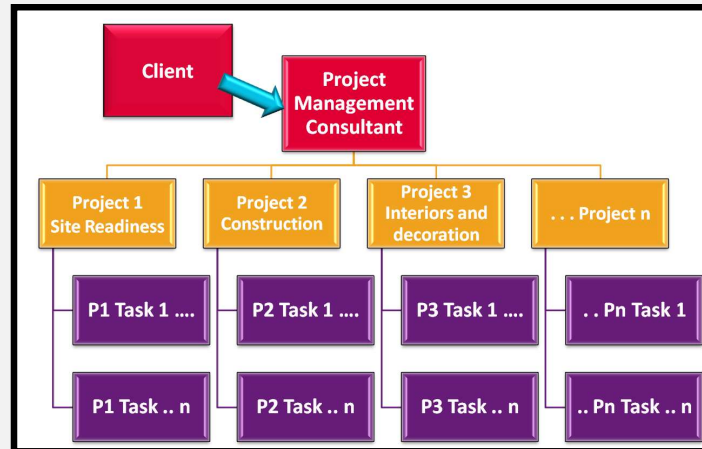 Client
Project
Management
Consultant
Project 1
Site Readiness
Project 2
Construction
Project 3
Interiors and
decoration
. . . Project n
P1 Task 1 ....
P2 Task 1 ....
P3 Task 1 ....
. . Pn Task 1
P1 Task .. n
P2 Task .. n
P3 Task .. n
.. Pn Task .. n